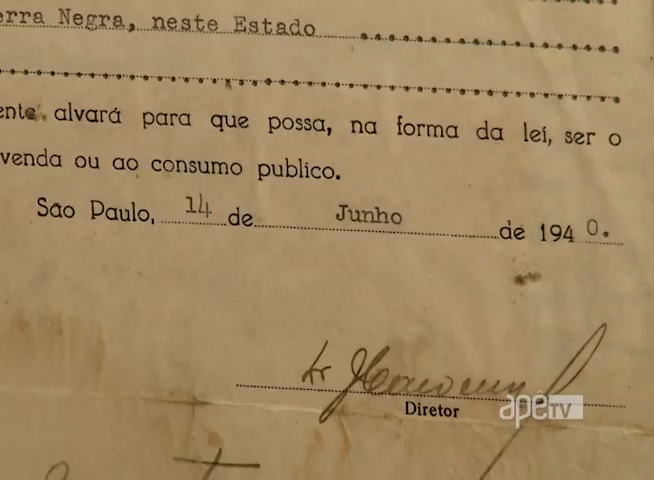 erra Negra, neste Estado
ente alvará para que possa, na forma da lei, ser o
venda ou ao consumo publico.
São Paulo, 14 de Junho de 1940.
Diretor
apêTV